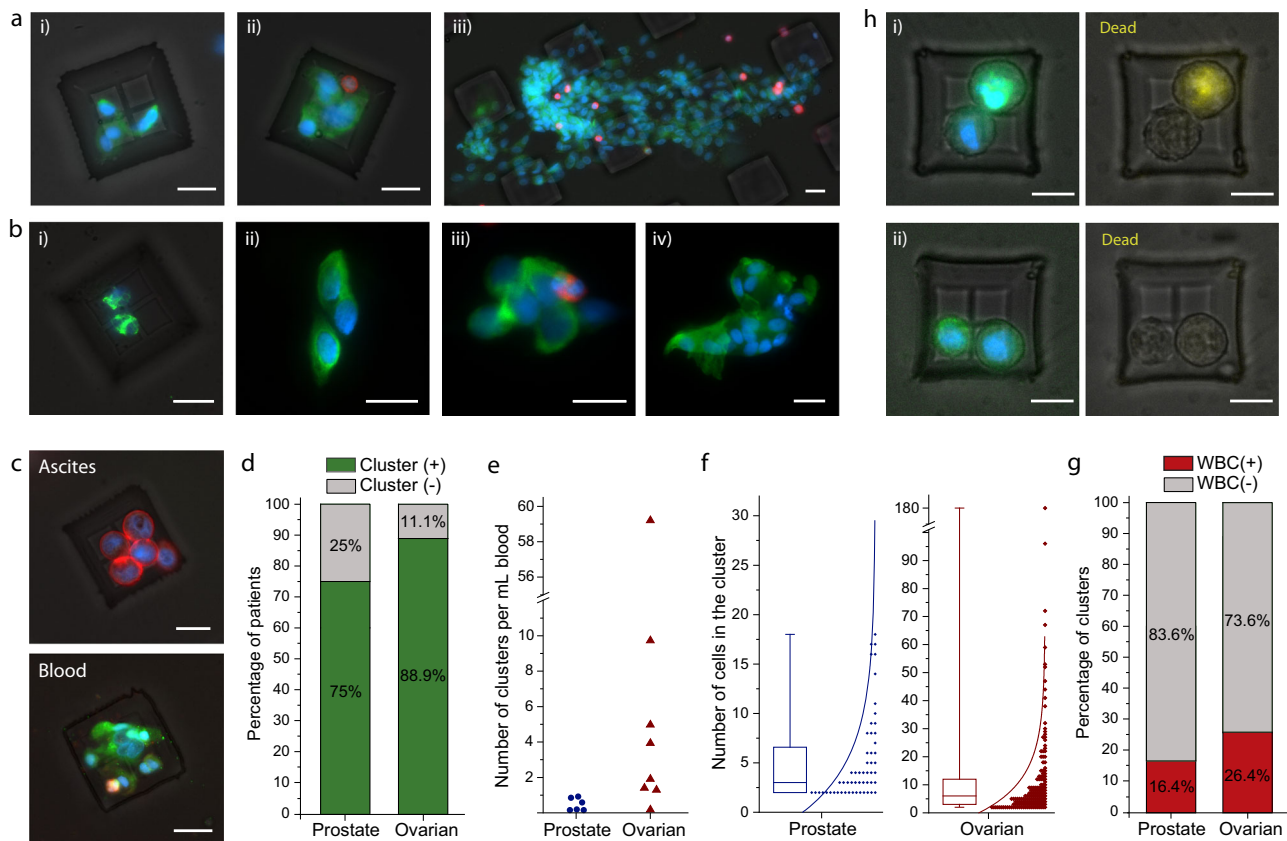 a
i)
ii)
iii)
h
i)
Dead
b
i)
ii)
iii)
iv)
ii)
Dead
c
Ascites
Blood
d
Cluster (+)
Cluster (-)
Percentage of patients
100
90
80
70
60
50
40
30
20
10
0
25%
75%
11.1%
88.9%
Prostate
Ovarian
e
Number of clusters per mL blood
60
58
56
10
8
6
4
2
Prostate
Ovarian
f
Number of cells in the cluster
30
25
20
15
10
5
0
Prostate
180
100
90
80
70
60
50
40
30
20
10
0
Ovarian
g
WBC(+)
WBC(-)
Percentage of clusters
100
90
80
70
60
50
40
30
20
10
0
83.6%
16.4%
73.6%
26.4%
Prostate
Ovarian